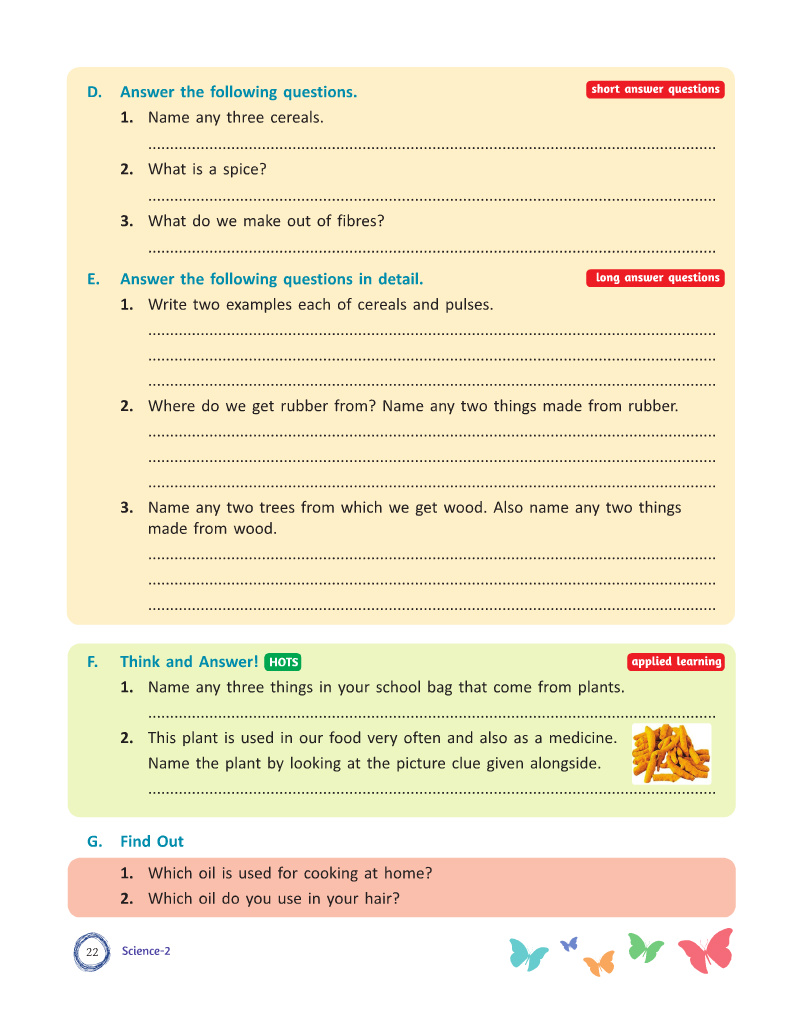 D. Answer the following questions. short answer questions
1. Name any three cereals.
2. What is a spice?
3. What do we make out of fibres?
E. Answer the following questions in detail. long answer questions
1. Write two examples each of cereals and pulses.
2. Where do we get rubber from? Name any two things made from rubber.
3. Name any two trees from which we get wood. Also name any two things
made from wood.
F. Think and Answer! HOTS applied learning
1. Name any three things in your school bag that come from plants.
2. This plant is used in our food very often and also as a medicine.
Name the plant by looking at the picture clue given alongside.
G. Find Out
1. Which oil is used for cooking at home?
2. Which oil do you use in your hair?
22 Science-2